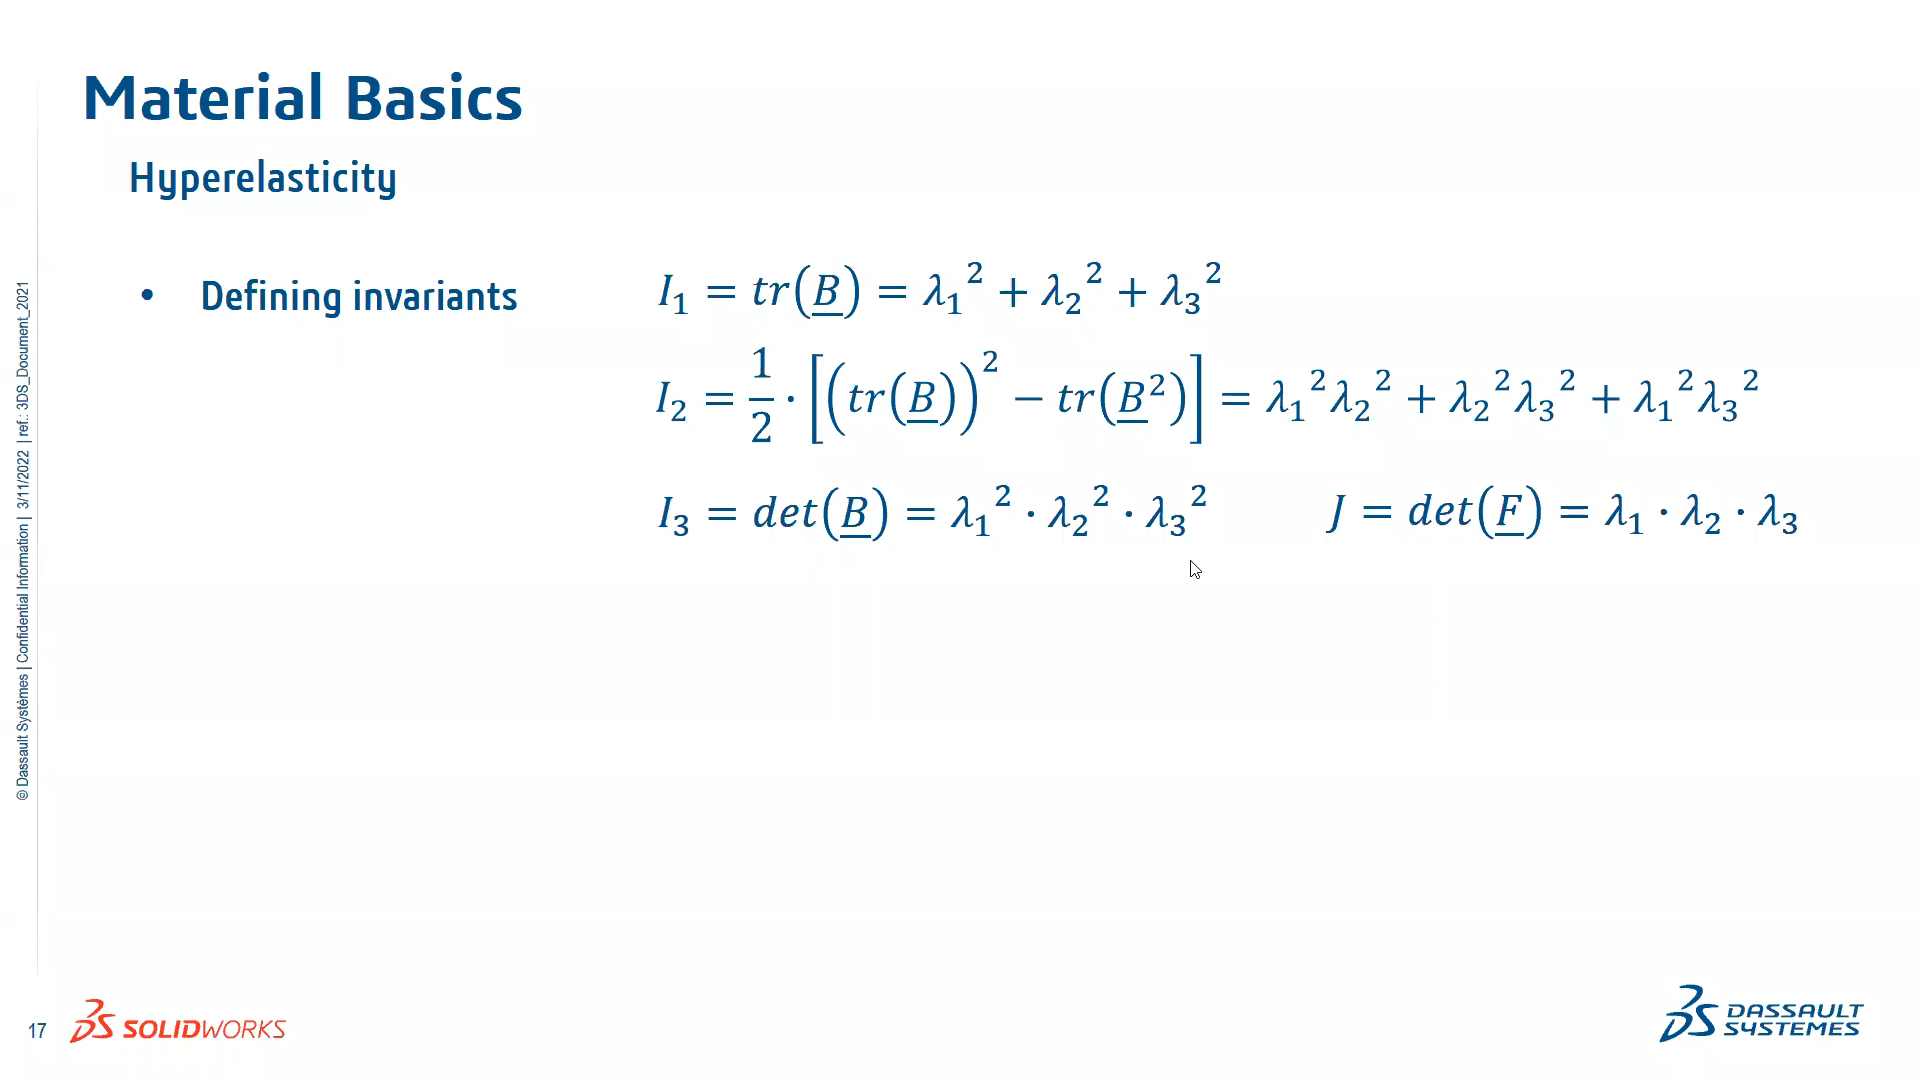 Material Basics
Hyperelasticity
• Defining invariants
I₁ = tr(B) = λ₁² + λ₂² + λ₃²
I₂ = 1/2 · [(tr(B))² − tr(B²)] = λ₁²λ₂² + λ₂²λ₃² + λ₁²λ₃²
I₃ = det(B) = λ₁² · λ₂² · λ₃²
J = det(F) = λ₁ · λ₂ · λ₃
© Dassault Systèmes | Confidential Information | 3/11/2022 | ref.: 3DS_Document_2021
17
SOLIDWORKS
DASSAULT
SYSTEMES